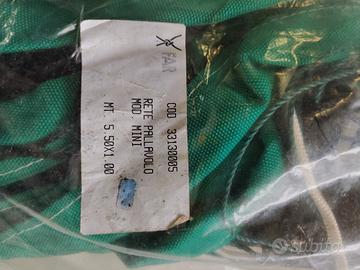 FAR
COD 33130005
RETE PALLAVOLO
MOD. MINI
MT. 5.50X1.00
subito